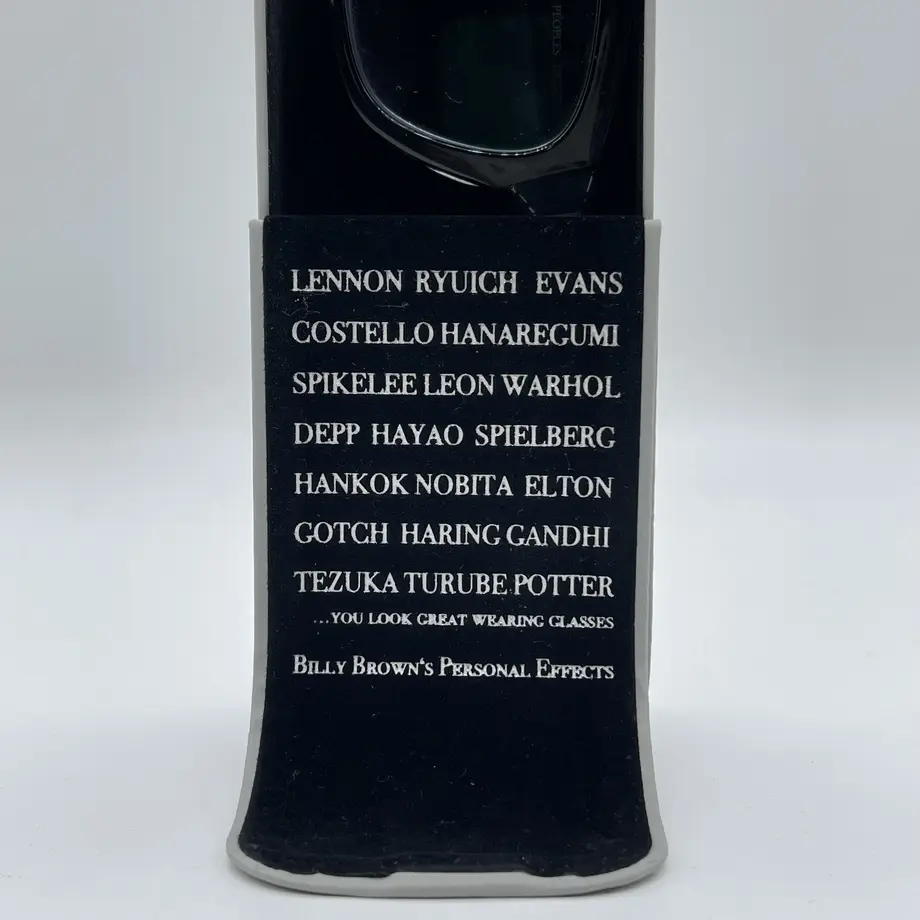 PEOPLES
LENNON RYUICH EVANS
COSTELLO HANAREGUMI
SPIKELEE LEON WARHOL
DEPP HAYAO SPIELBERG
HANKOK NOBITA ELTON
GOTCH HARING GANDHI
TEZUKA TURUBE POTTER
...YOU LOOK GREAT WEARING GLASSES
BILLY BROWN'S PERSONAL EFFECTS